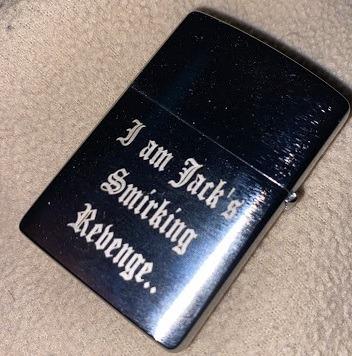 I am Jack's
Smirking
Revenge..